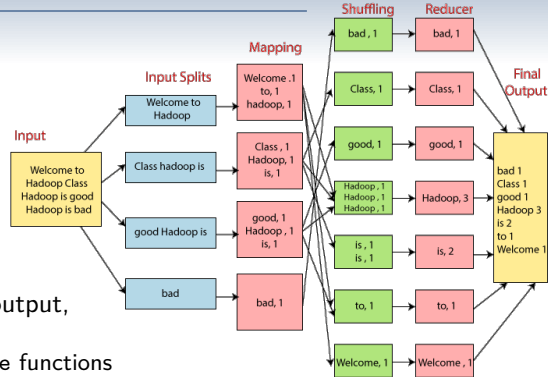 Input
Welcome to
Hadoop Class
Hadoop is good
Hadoop is bad
Input Splits
Welcome to
Hadoop
Class hadoop is
good Hadoop is
bad
Mapping
Welcome .1
to, 1
hadoop, 1
Class , 1
Hadoop, 1
is, 1
good, 1
Hadoop , 1
is, 1
bad, 1
Shuffling
bad , 1
Class, 1
good, 1
Hadoop , 1
Hadoop , 1
Hadoop , 1
is , 1
is , 1
to, 1
Welcome, 1
Reducer
bad, 1
Class, 1
good, 1
Hadoop, 3
is, 2
to, 1
Welcome , 1
Final
Output
bad 1
Class 1
good 1
Hadoop 3
is 2
to 1
Welcome 1
output,
functions